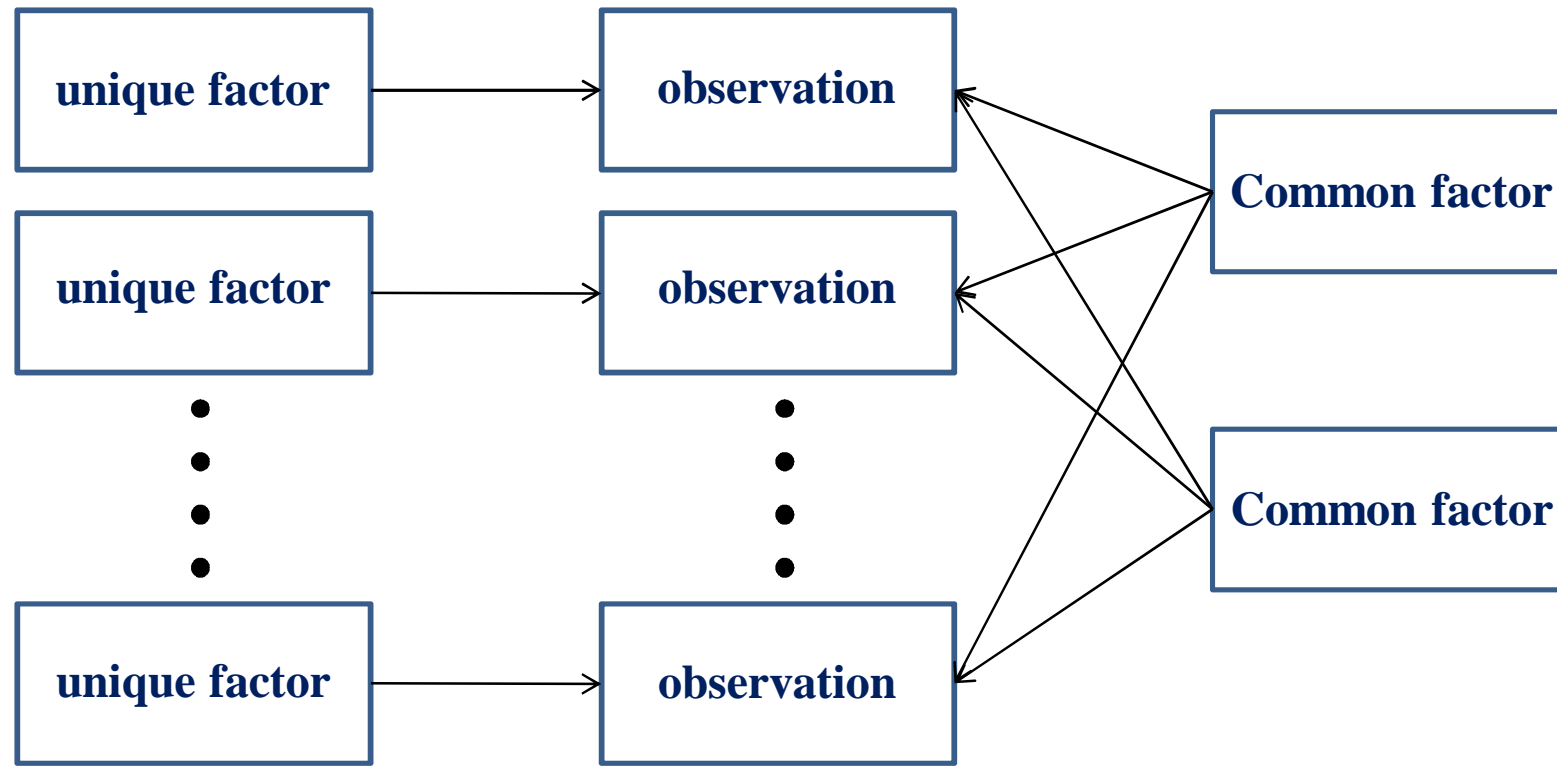 unique factor
observation
Common factor
unique factor
observation
Common factor
unique factor
observation